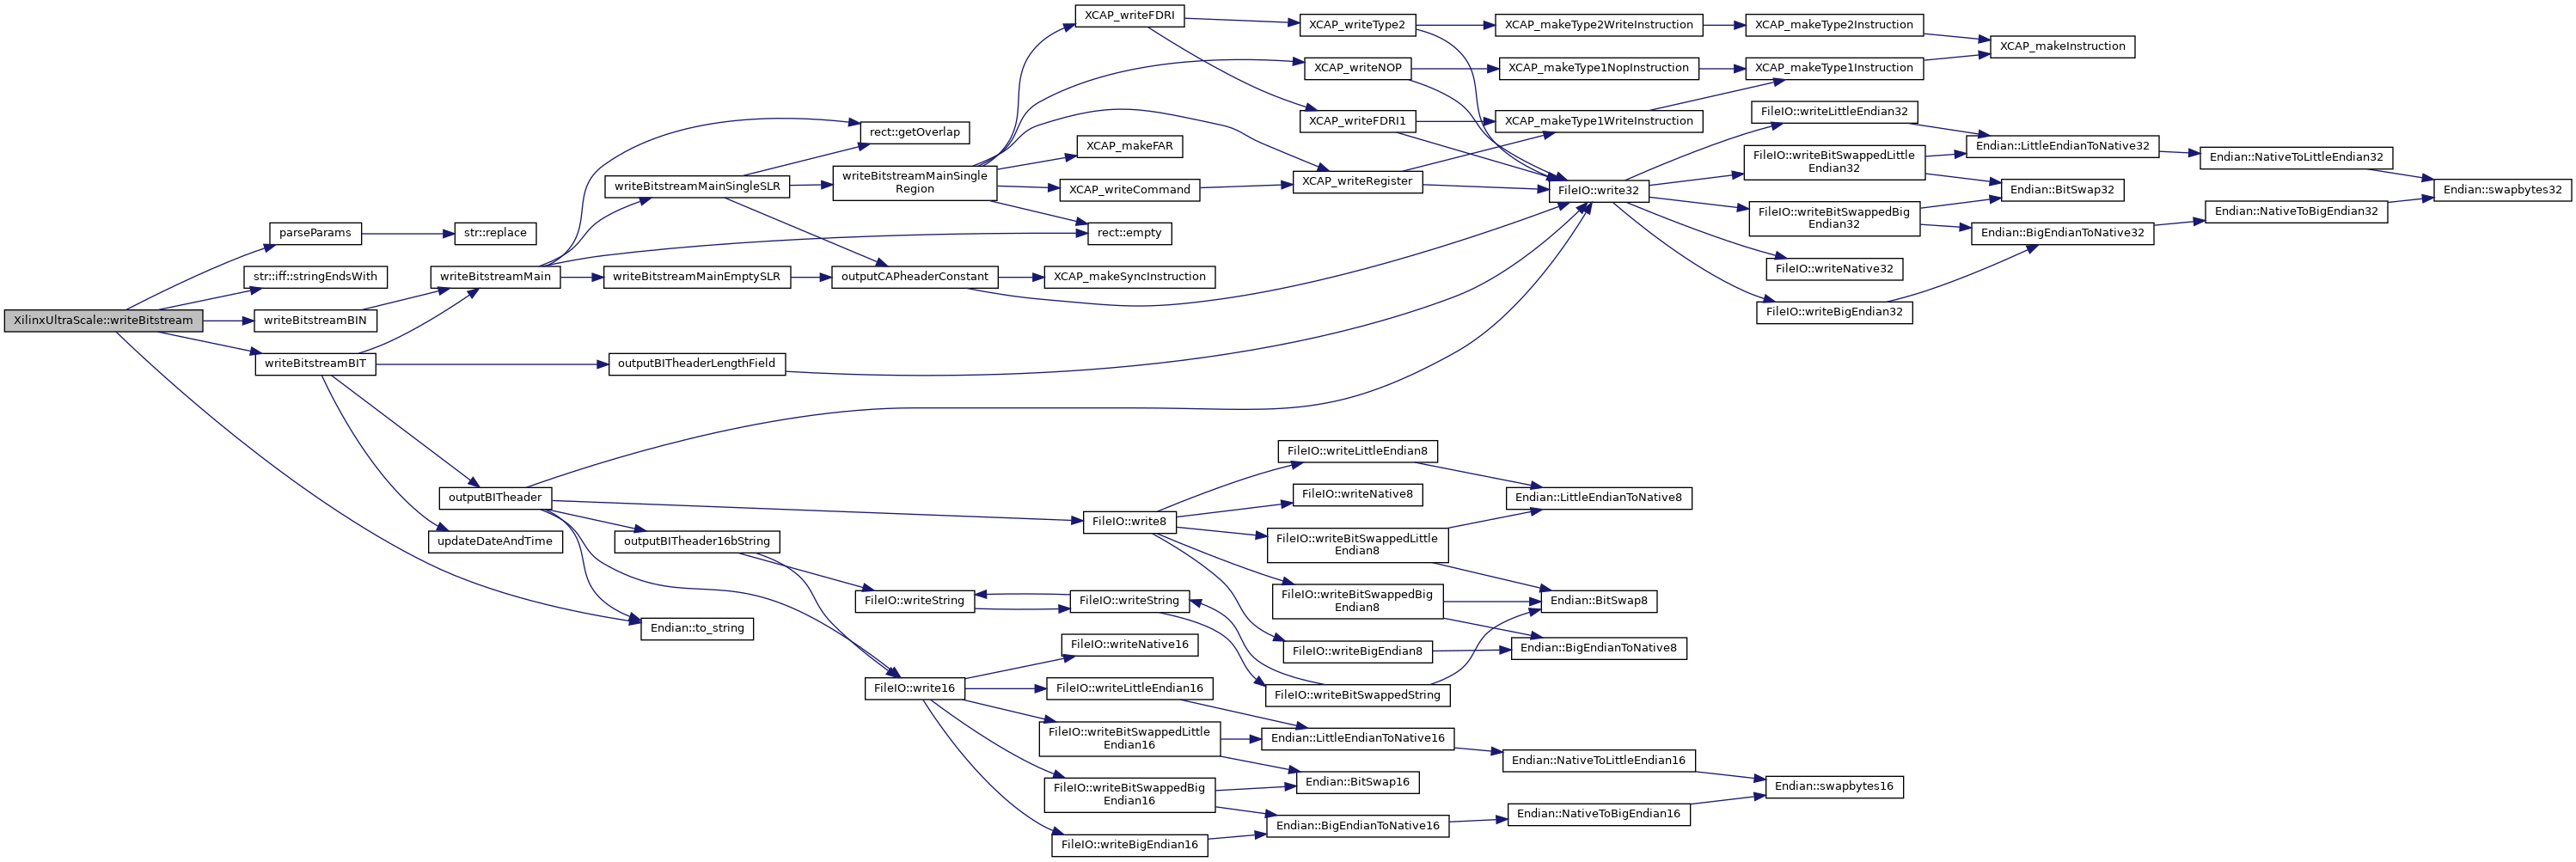 XilinxUltraScale::writeBitstream
parseParams
str::replace
str::iff::stringEndsWith
writeBitstreamBIN
writeBitstreamBIT
writeBitstreamMain
rect::getOverlap
writeBitstreamMainSingleSLR
writeBitstreamMainSingle
Region
writeBitstreamMainEmptySLR
outputCAPheaderConstant
XCAP_makeSyncInstruction
XCAP_writeFDRI
XCAP_makeFAR
XCAP_writeCommand
rect::empty
XCAP_writeType2
XCAP_writeNOP
XCAP_writeFDRI1
XCAP_writeRegister
XCAP_makeType2WriteInstruction
XCAP_makeType1NopInstruction
XCAP_makeType1WriteInstruction
XCAP_makeType2Instruction
XCAP_makeType1Instruction
XCAP_makeInstruction
FileIO::write32
FileIO::writeLittleEndian32
FileIO::writeBitSwappedLittle
Endian32
FileIO::writeBitSwappedBig
Endian32
FileIO::writeNative32
FileIO::writeBigEndian32
Endian::LittleEndianToNative32
Endian::BitSwap32
Endian::BigEndianToNative32
Endian::NativeToLittleEndian32
Endian::NativeToBigEndian32
Endian::swapbytes32
outputBITheaderLengthField
outputBITheader
updateDateAndTime
outputBITheader16bString
Endian::to_string
FileIO::write8
FileIO::writeLittleEndian8
FileIO::writeNative8
FileIO::writeBitSwappedLittle
Endian8
FileIO::writeBitSwappedBig
Endian8
FileIO::writeBigEndian8
Endian::LittleEndianToNative8
Endian::BitSwap8
Endian::BigEndianToNative8
FileIO::writeString
FileIO::writeString
FileIO::writeBitSwappedString
FileIO::write16
FileIO::writeNative16
FileIO::writeLittleEndian16
FileIO::writeBitSwappedLittle
Endian16
FileIO::writeBitSwappedBig
Endian16
FileIO::writeBigEndian16
Endian::LittleEndianToNative16
Endian::BitSwap16
Endian::BigEndianToNative16
Endian::NativeToLittleEndian16
Endian::NativeToBigEndian16
Endian::swapbytes16